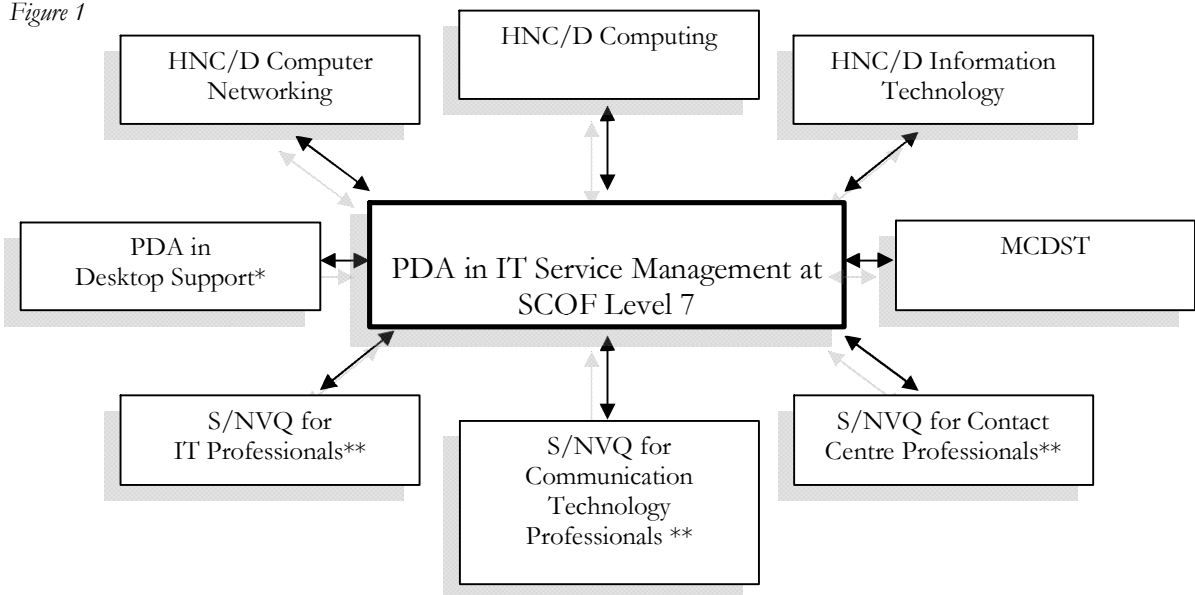 Figure 1
HNC/D Computer
Networking
HNC/D Computing
HNC/D Information
Technology
PDA in
Desktop Support*
PDA in IT Service Management at
SCOF Level 7
MCDST
S/NVQ for
IT Professionals**
S/NVQ for
Communication
Technology
Professionals **
S/NVQ for Contact
Centre Professionals**